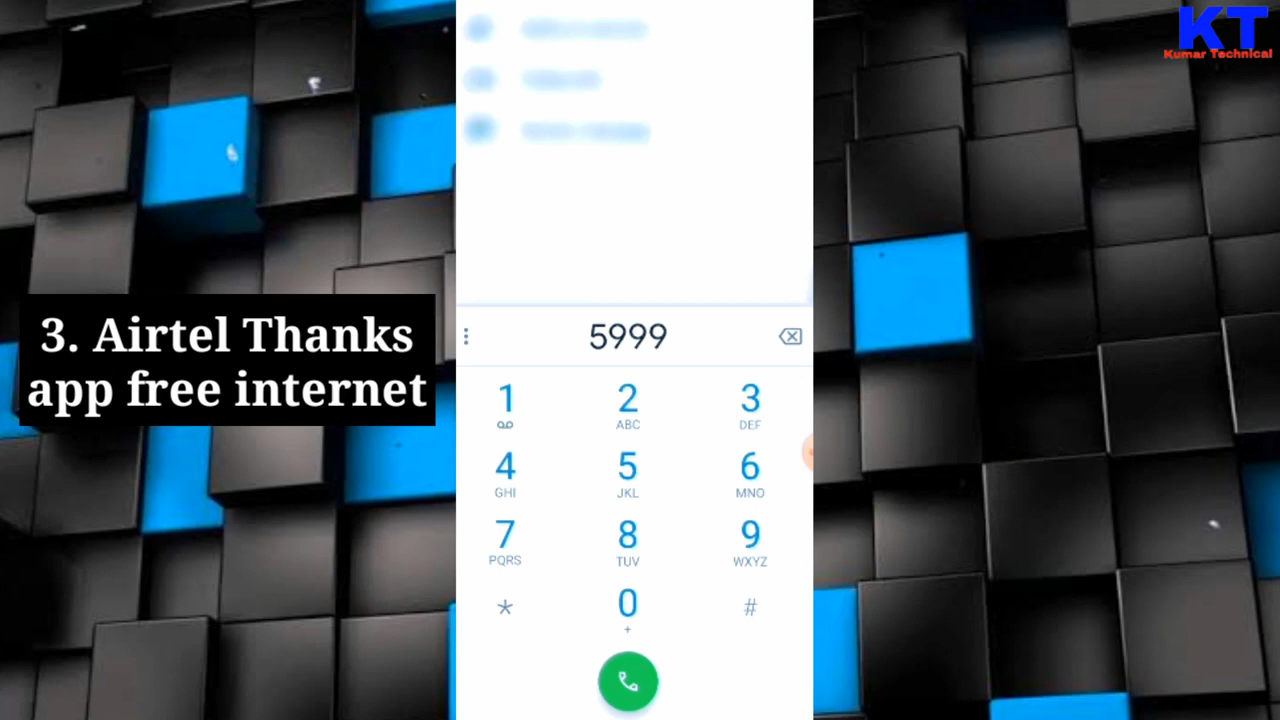 KT
Kumar Technical
3. Airtel Thanks
app free internet
5999
1
2
ABC
3
DEF
4
GHI
5
JKL
6
MNO
7
PQRS
8
TUV
9
WXYZ
*
0
+
#